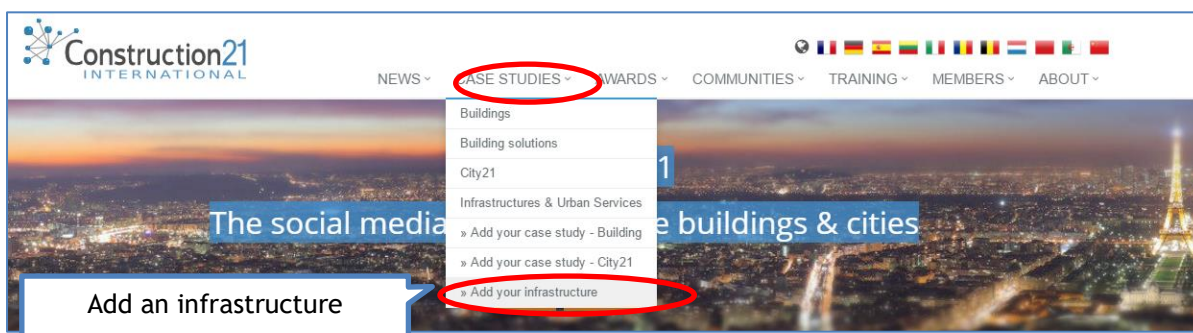 Construction21
INTERNATIONAL
NEWS CASE STUDIES AWARDS COMMUNITIES TRAINING MEMBERS ABOUT
Buildings
Building solutions
City21
Infrastructures & Urban Services
» Add your case study - Building
» Add your case study - City21
» Add your infrastructure
1
The social media e buildings & cities
Add an infrastructure